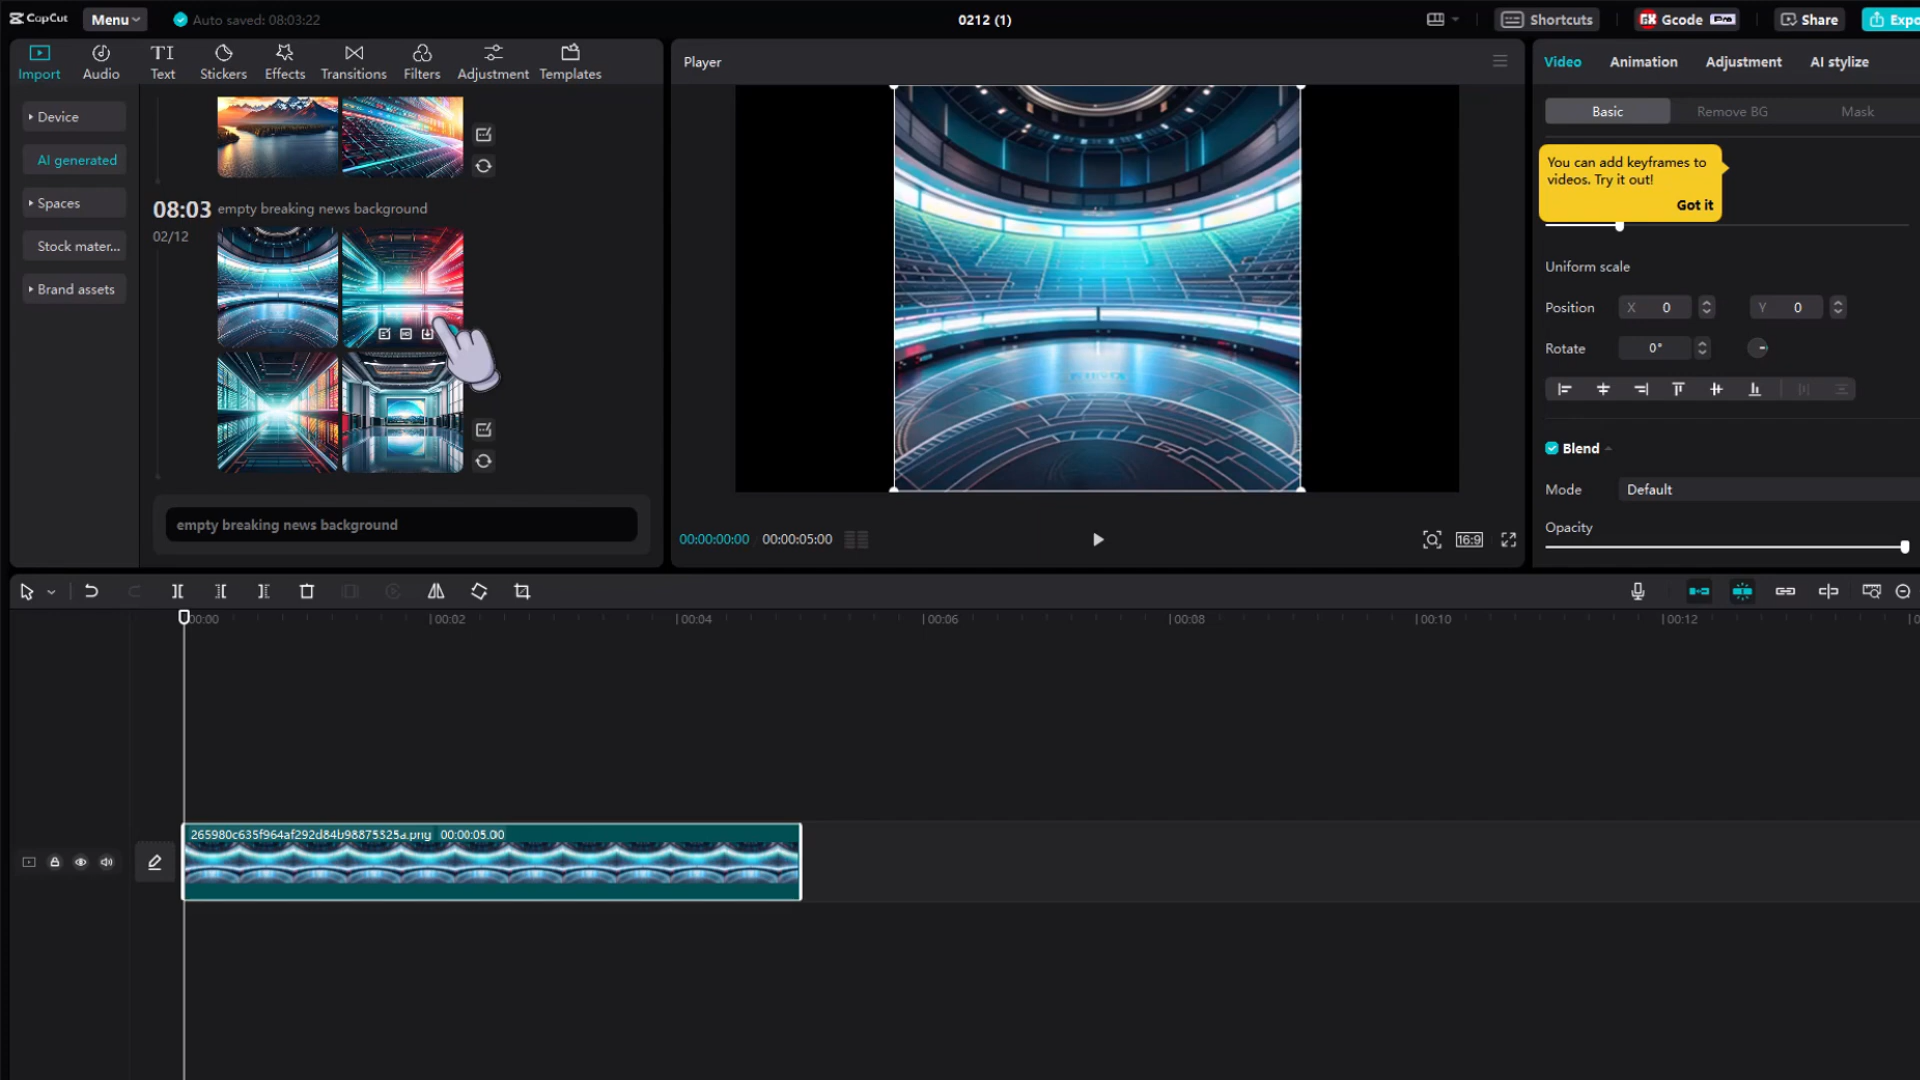 CapCut
Menu
Auto saved: 08:03:22
0212 (1)
Shortcuts
GK Gcode Pro
Share
Expo
Import
Audio
TI
Text
Stickers
Effects
Transitions
Filters
Adjustment
Templates
Device
AI generated
Spaces
Stock mater...
Brand assets
08:03 empty breaking news background
02/12
empty breaking news background
Player
00:00:00:00 00:00:05:00
16:9
Video
Animation
Adjustment
AI stylize
Basic
Remove BG
Mask
You can add keyframes to
videos. Try it out!
Got it
Uniform scale
Position X 0 Y 0
Rotate 0°
Blend
Mode Default
Opacity
00:00
00:02
00:04
00:06
00:08
00:10
00:12
265980c635f964af292d84b98875325a.png 00:00:05:00